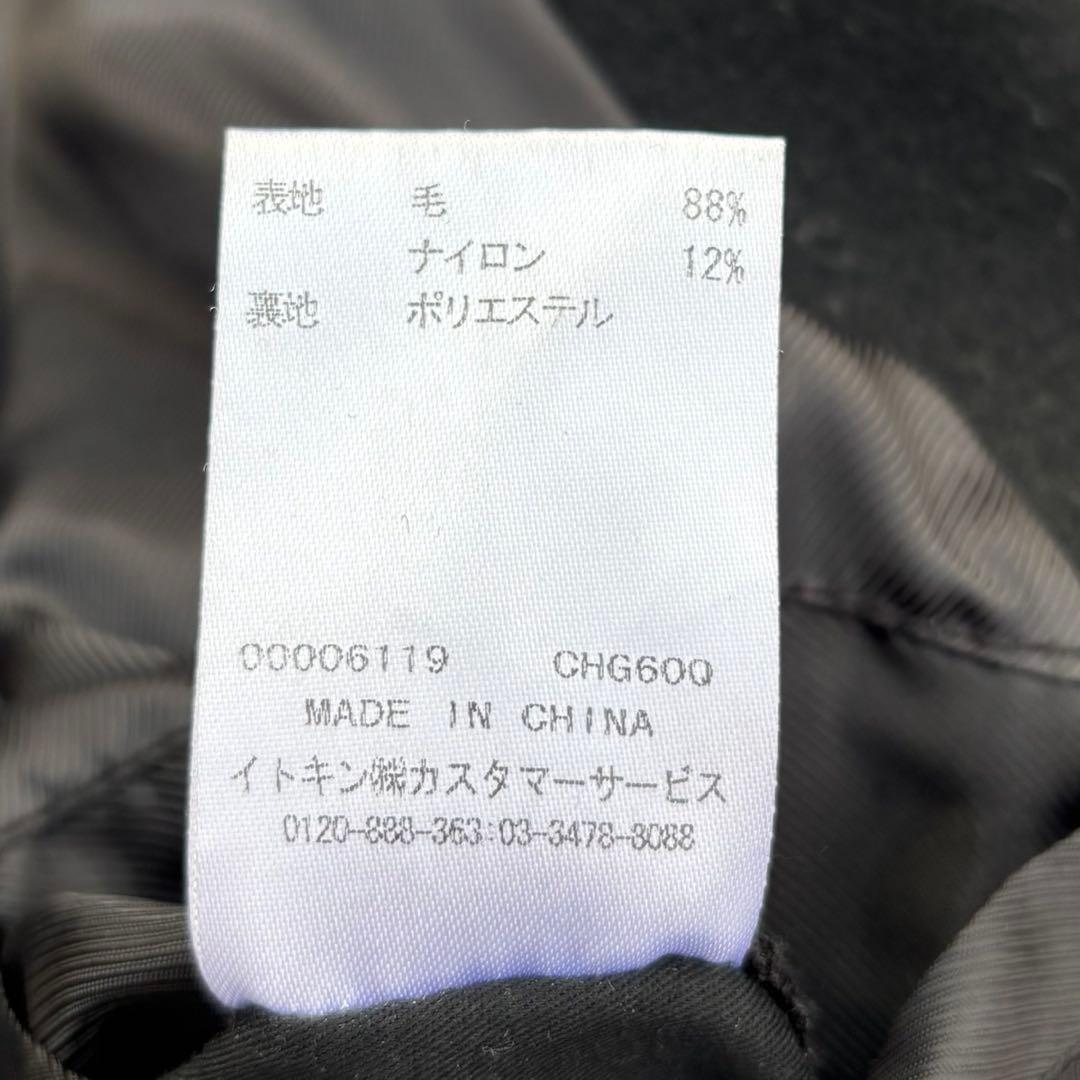 表地 毛 88%
ナイロン 12%
裏地 ポリエステル
00006119 CHG600
MADE IN CHINA
イトキン㈱カスタマーサービス
0120-888-363:03-3478-8088